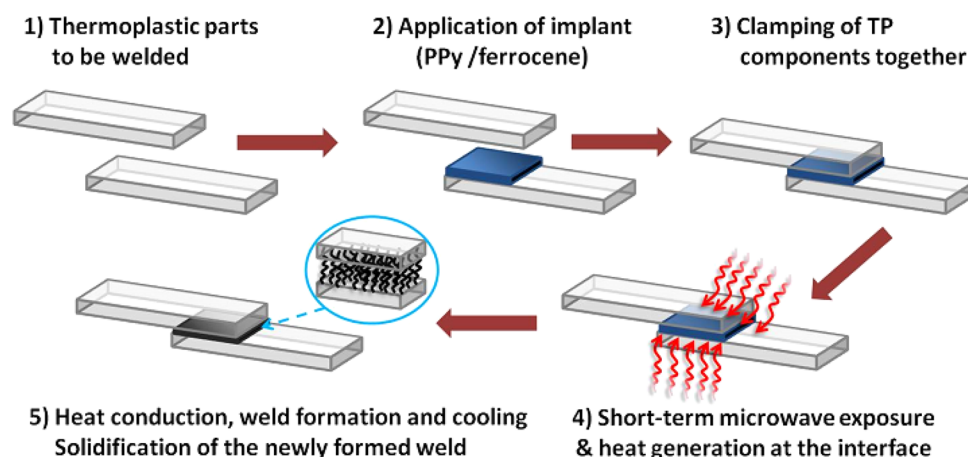 1) Thermoplastic parts
to be welded
2) Application of implant
(PPy /ferrocene)
3) Clamping of TP
components together
4) Short-term microwave exposure
& heat generation at the interface
5) Heat conduction, weld formation and cooling
Solidification of the newly formed weld